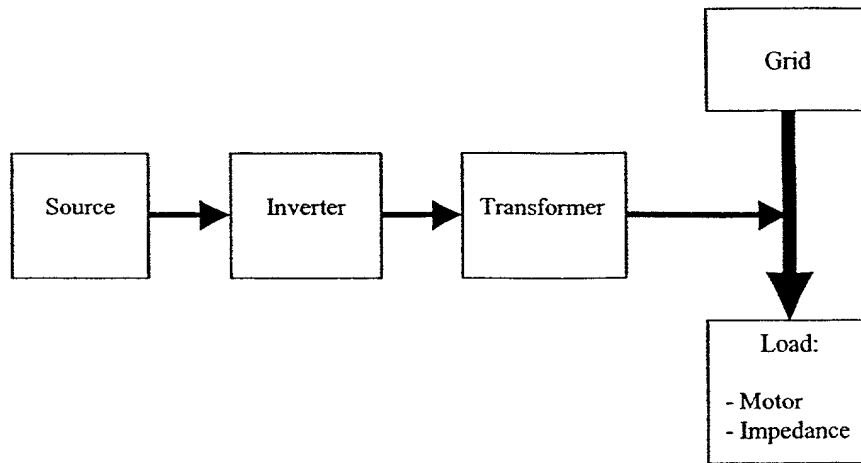 Grid
Source
Inverter
Transformer
Load:
- Motor
- Impedance